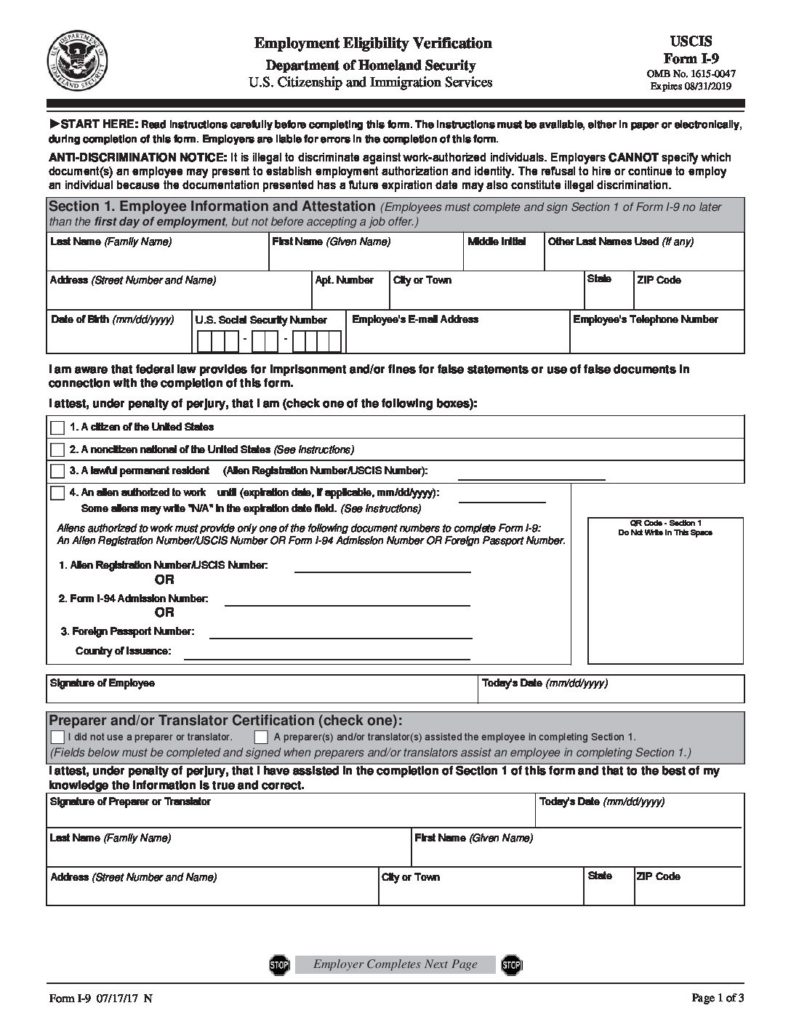 Employment Eligibility Verification
Department of Homeland Security
U.S. Citizenship and Immigration Services
USCIS
Form I-9
OMB No. 1615-0047
Expires 08/31/2019
►START HERE: Read instructions carefully before completing this form. The instructions must be available, either in paper or electronically,
during completion of this form. Employers are liable for errors in the completion of this form.
ANTI-DISCRIMINATION NOTICE: It is illegal to discriminate against work-authorized individuals. Employers CANNOT specify which
document(s) an employee may present to establish employment authorization and identity. The refusal to hire or continue to employ
an individual because the documentation presented has a future expiration date may also constitute illegal discrimination.
Section 1. Employee Information and Attestation (Employees must complete and sign Section 1 of Form I-9 no later
than the first day of employment, but not before accepting a job offer.)
Last Name (Family Name) First Name (Given Name) Middle Initial Other Last Names Used (if any)
Address (Street Number and Name) Apt. Number City or Town State ZIP Code
Date of Birth (mm/dd/yyyy) U.S. Social Security Number Employee's E-mail Address Employee's Telephone Number
- -
I am aware that federal law provides for imprisonment and/or fines for false statements or use of false documents in
connection with the completion of this form.
I attest, under penalty of perjury, that I am (check one of the following boxes):
1. A citizen of the United States
2. A noncitizen national of the United States (See instructions)
3. A lawful permanent resident (Alien Registration Number/USCIS Number):
4. An alien authorized to work until (expiration date, if applicable, mm/dd/yyyy):
Some aliens may write "N/A" in the expiration date field. (See instructions)
Aliens authorized to work must provide only one of the following document numbers to complete Form I-9:
An Alien Registration Number/USCIS Number OR Form I-94 Admission Number OR Foreign Passport Number.
1. Alien Registration Number/USCIS Number:
OR
2. Form I-94 Admission Number:
OR
3. Foreign Passport Number:
Country of Issuance:
QR Code - Section 1
Do Not Write In This Space
Signature of Employee Today's Date (mm/dd/yyyy)
Preparer and/or Translator Certification (check one):
I did not use a preparer or translator. A preparer(s) and/or translator(s) assisted the employee in completing Section 1.
(Fields below must be completed and signed when preparers and/or translators assist an employee in completing Section 1.)
I attest, under penalty of perjury, that I have assisted in the completion of Section 1 of this form and that to the best of my
knowledge the information is true and correct.
Signature of Preparer or Translator Today's Date (mm/dd/yyyy)
Last Name (Family Name) First Name (Given Name)
Address (Street Number and Name) City or Town State ZIP Code
STOP Employer Completes Next Page STOP
Form I-9 07/17/17 N Page 1 of 3